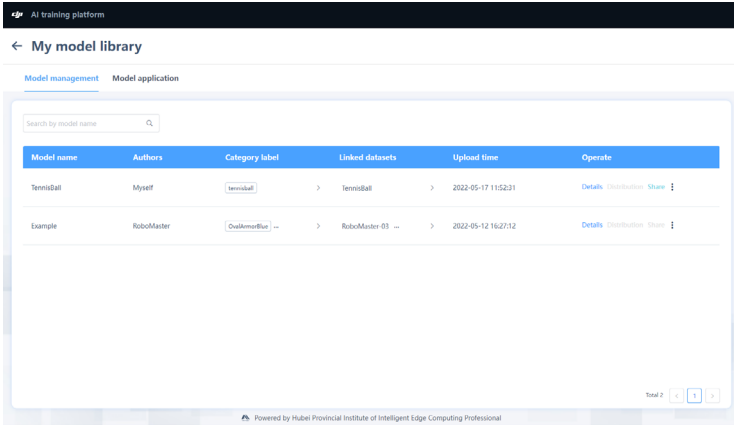 dji AI training platform
← My model library
Model management Model application
Search by model name
Model name Authors Category label Linked datasets Upload time Operate
TennisBall Myself tennisball > TennisBall > 2022-05-17 11:52:31 Details Distribution Share
Example RoboMaster OvalArmorBlue ... > RoboMaster-03 ... > 2022-05-12 16:27:12 Details Distribution Share
Total 2 < 1 >
Powered by Hubei Provincial Institute of Intelligent Edge Computing Professional